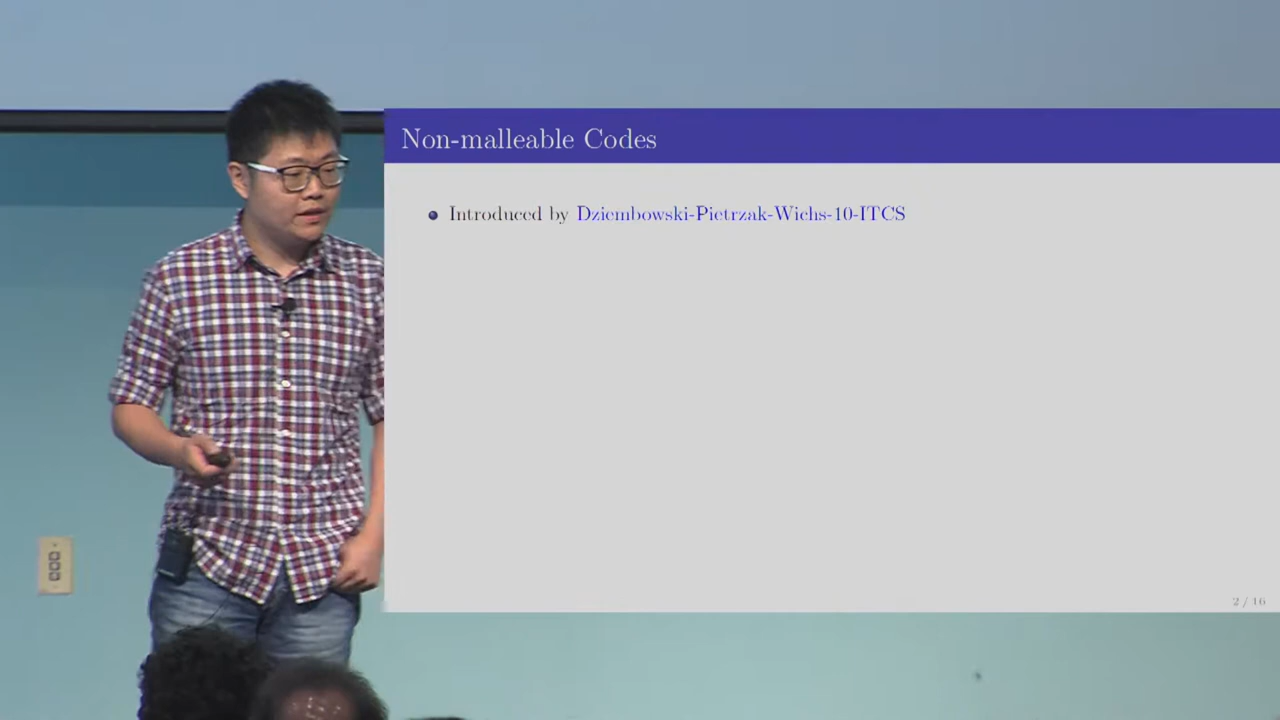 Non-malleable Codes
Introduced by Dziembowski-Pietrzak-Wichs-10-ITCS
2 / 16